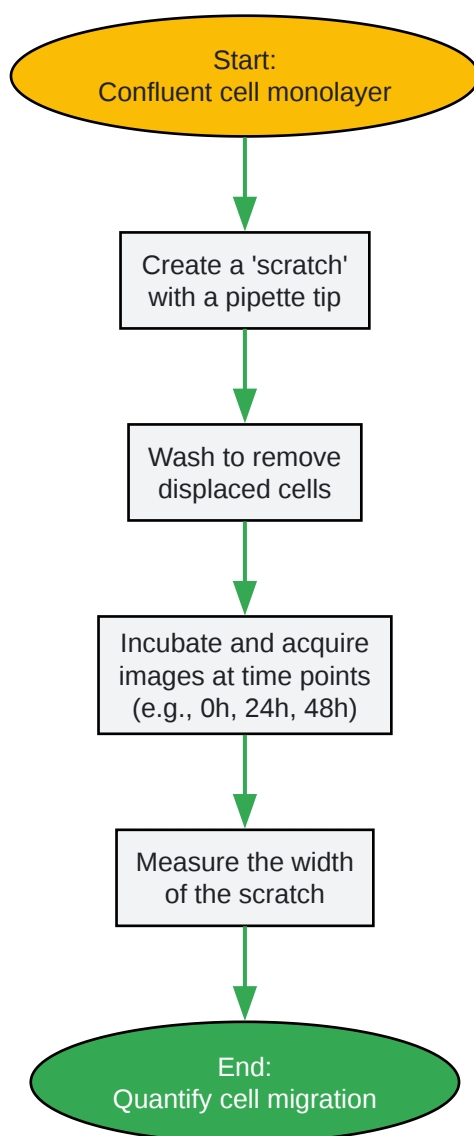 Start:
Confluent cell monolayer
Create a 'scratch'
with a pipette tip
Wash to remove
displaced cells
Incubate and acquire
images at time points
(e.g., 0h, 24h, 48h)
Measure the width
of the scratch
End:
Quantify cell migration